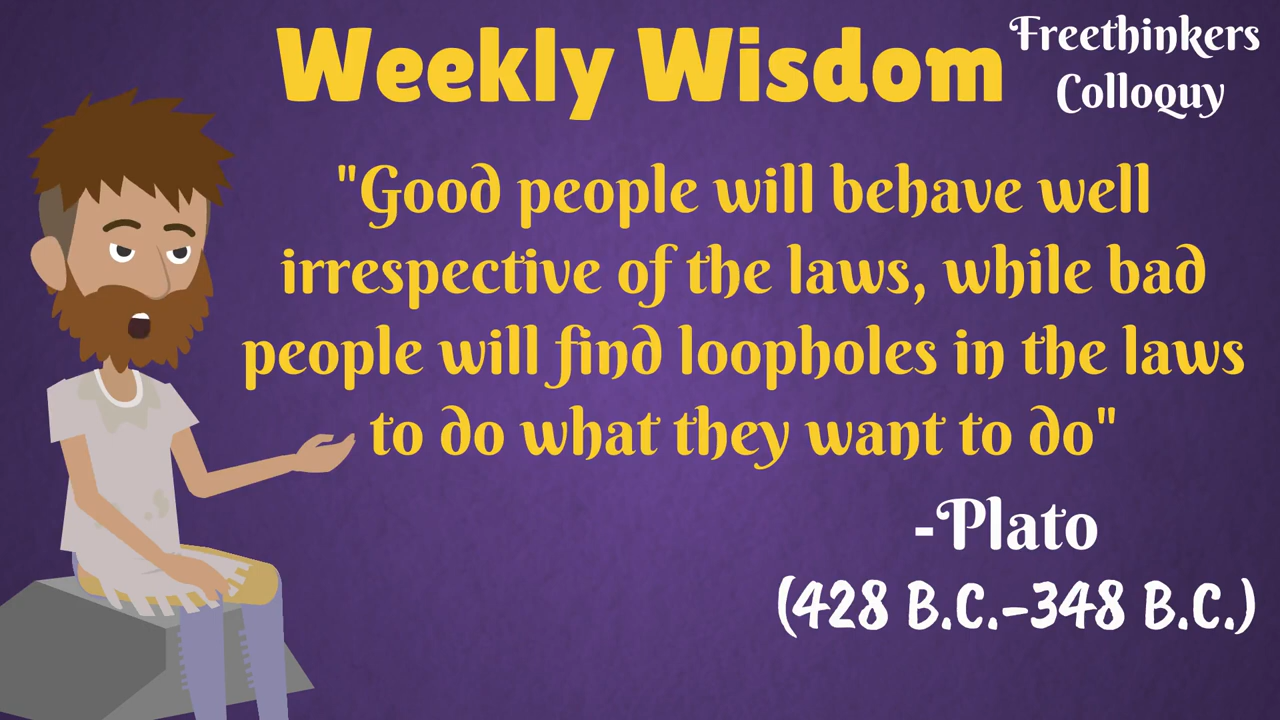 Weekly Wisdom
Freethinkers
Colloquy
"Good people will behave well
irrespective of the laws, while bad
people will find loopholes in the laws
to do what they want to do"
-Plato
(428 B.C.-348 B.C.)